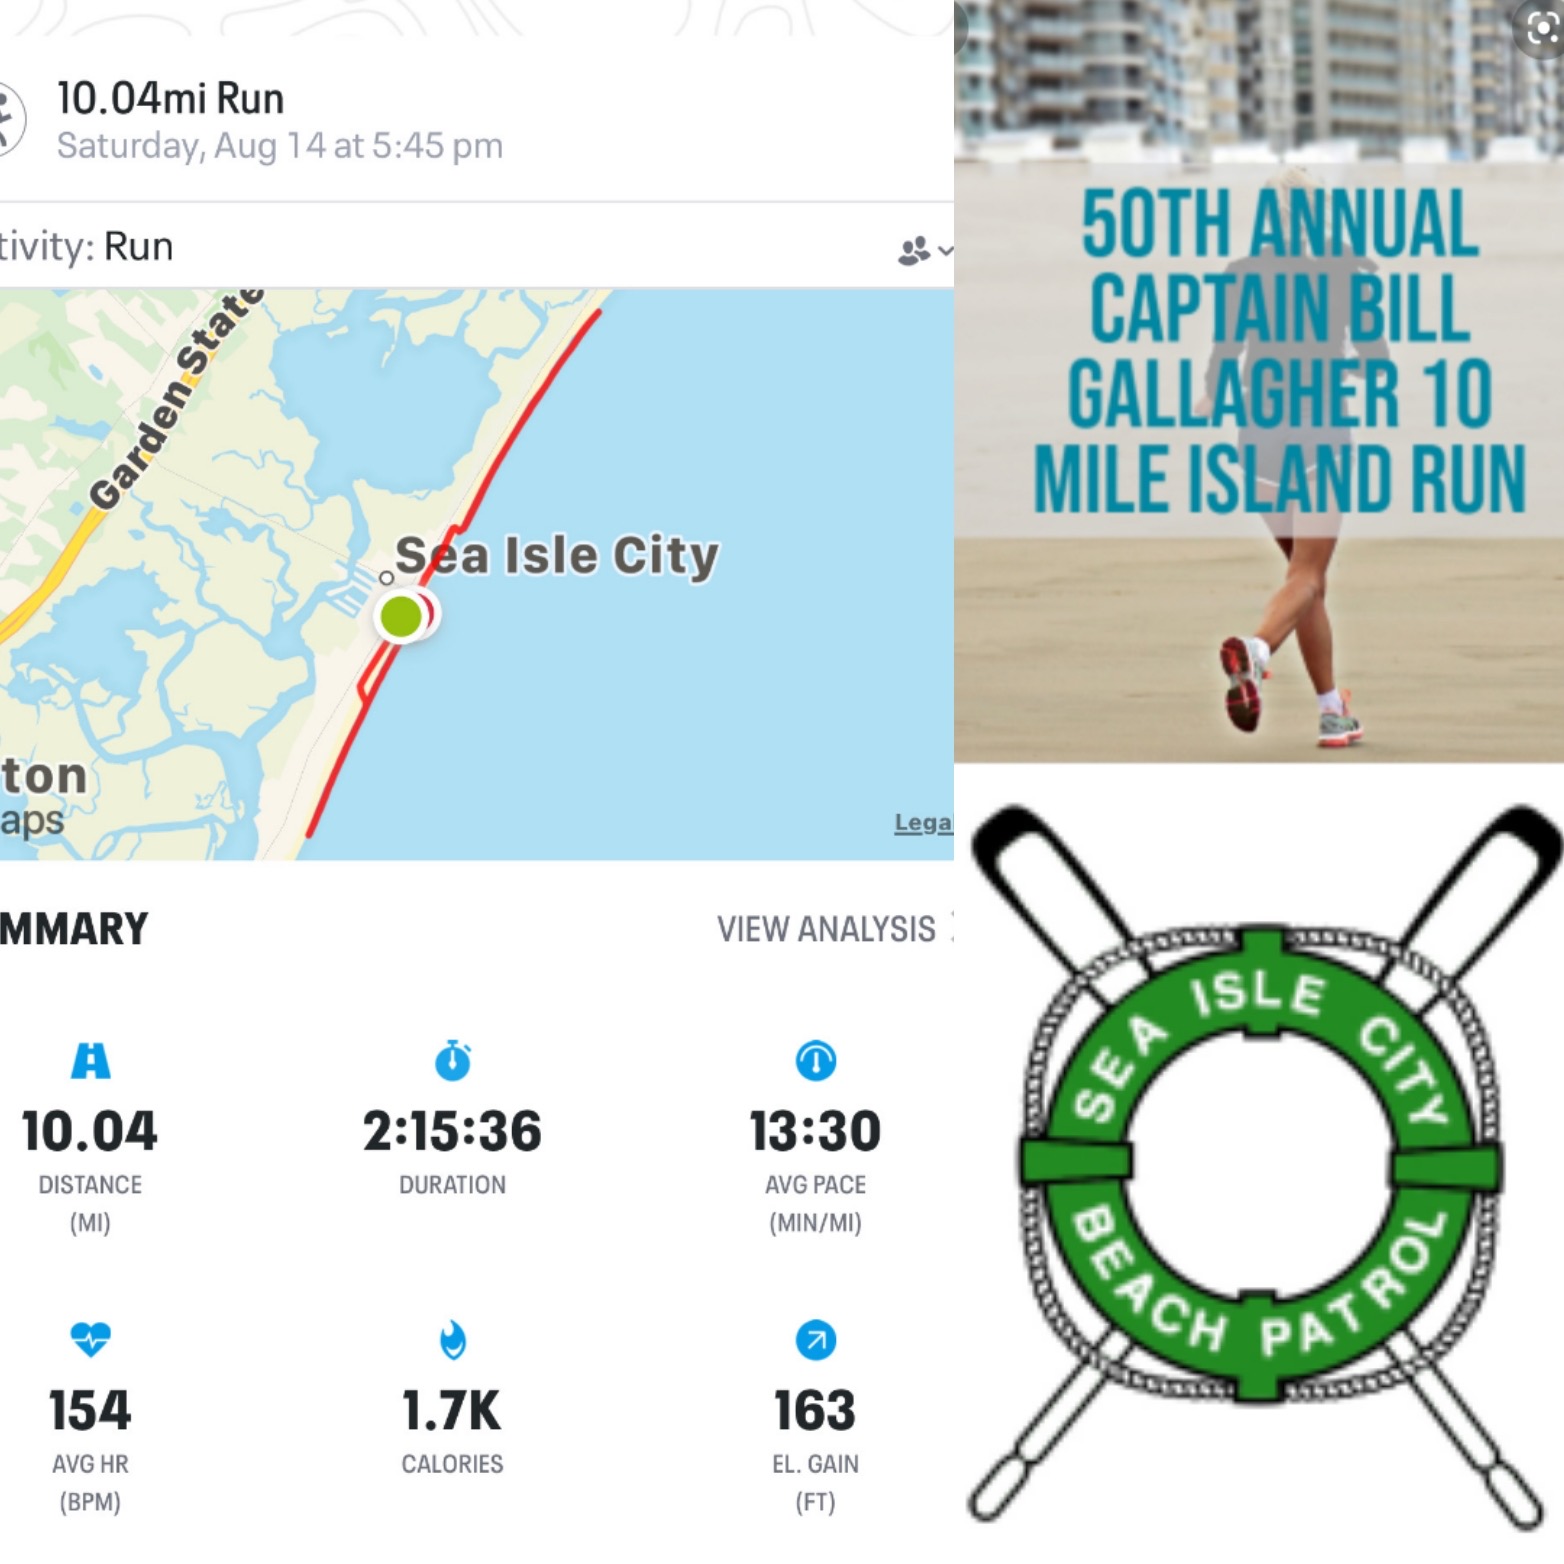 10.04mi Run
Saturday, Aug 14 at 5:45 pm
tivity: Run
Garden State
Sea Isle City
ton
aps
Lega
MMARY
VIEW ANALYSIS
10.04
DISTANCE
(MI)
2:15:36
DURATION
13:30
AVG PACE
(MIN/MI)
154
AVG HR
(BPM)
1.7K
CALORIES
163
EL. GAIN
(FT)
50TH ANNUAL
CAPTAIN BILL
GALLAGHER 10
MILE ISLAND RUN
SEA ISLE CITY
BEACH PATROL